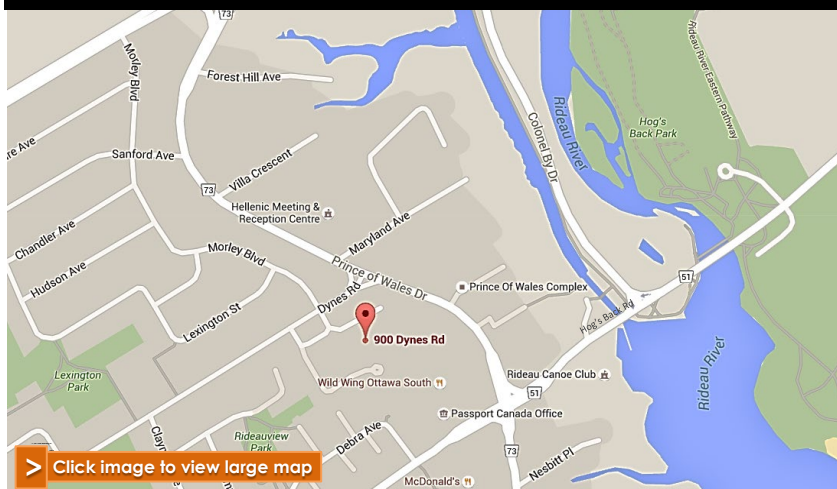 73
Morley Blvd
Forest Hill Ave
Rideau River Eastern Pathway
Hog's
Back Park
Colonel By Dr
Rideau River
re Ave
Sanford Ave
Villa Crescent
73
Hellenic Meeting &
Reception Centre
Maryland Ave
Chandler Ave
Morley Blvd
Hudson Ave
Prince of Wales Dr
51
Dynes Rd
Prince Of Wales Complex
Lexington St
Hog's Back Rd
900 Dynes Rd
Rideau River
Lexington
Park
Wild Wing Ottawa South
Rideau Canoe Club
51
Passport Canada Office
Rideauview
Park
Debra Ave
73
Nesbitt Pl
McDonald's
> Click image to view large map